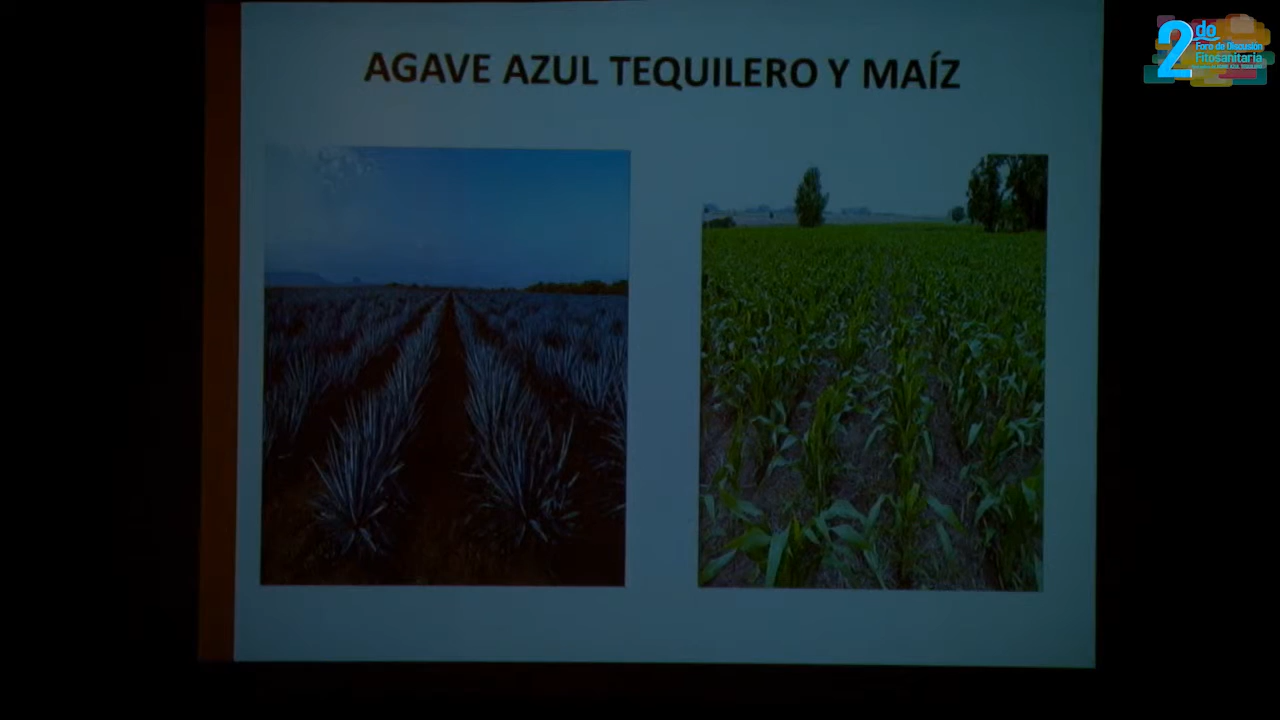 AGAVE AZUL TEQUILERO Y MAÍZ
2do
Foro de Discusión
Fitosanitaria